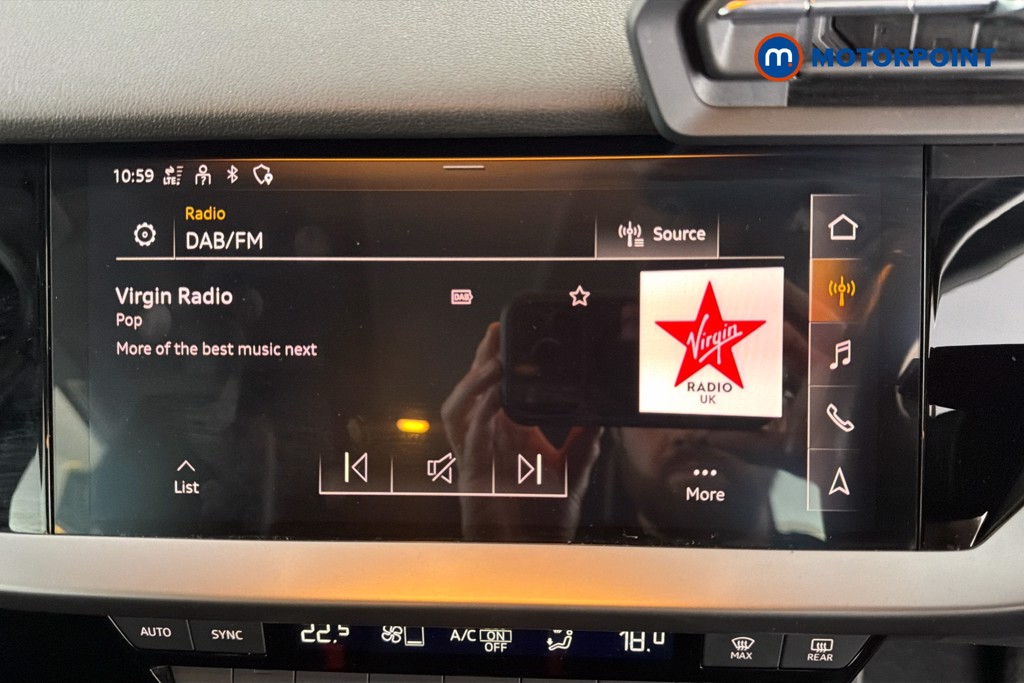 MOTORPOINT
10:59 LTE
Radio
DAB/FM
Source
Virgin Radio
DAB
Pop
More of the best music next
Virgin
RADIO
UK
List
More
AUTO
SYNC
22.5
A/C ON
OFF
18.0
MAX
REAR